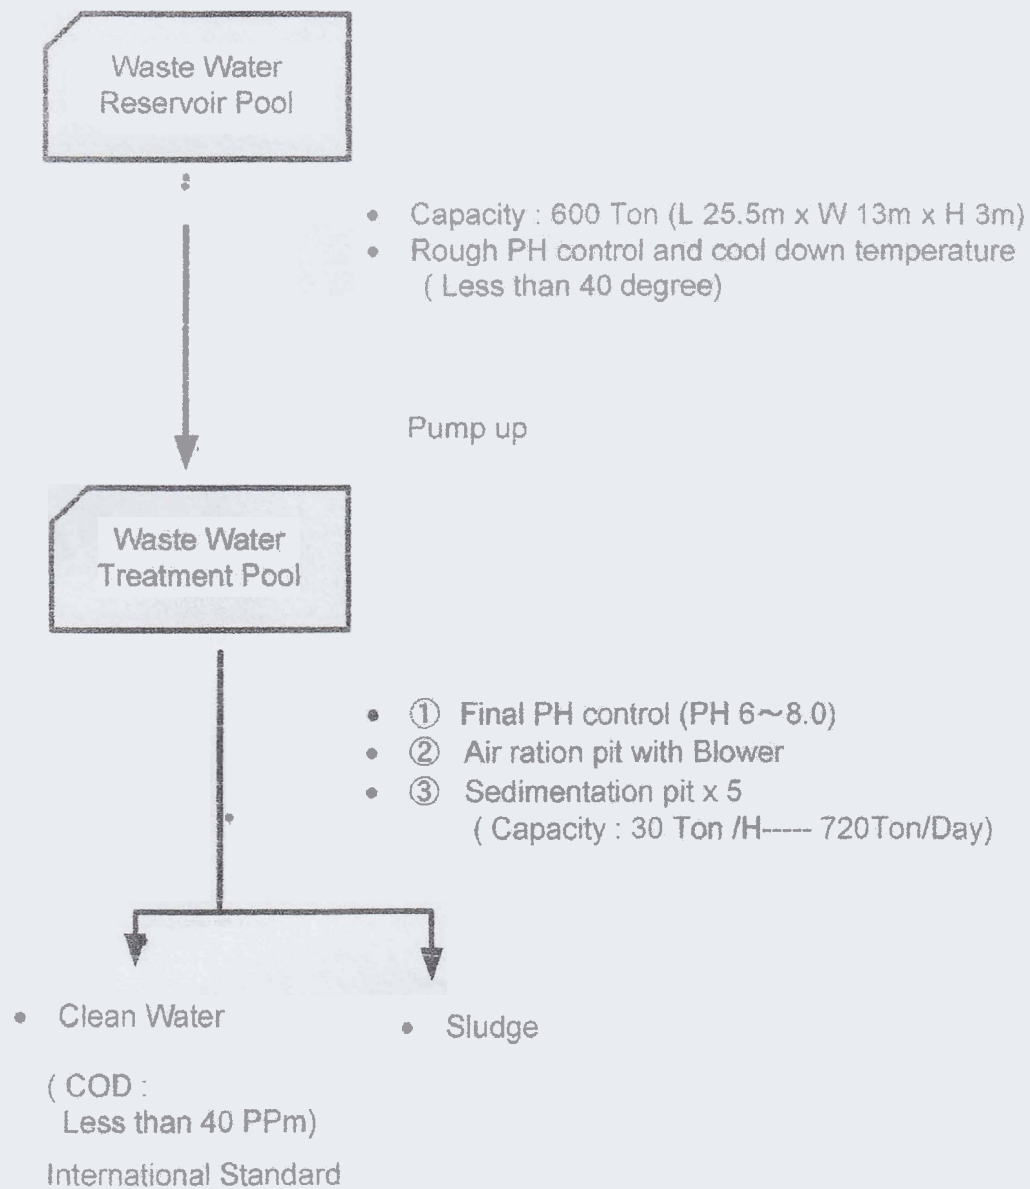 Waste Water
Reservoir Pool
• Capacity : 600 Ton (L 25.5m x W 13m x H 3m)
• Rough PH control and cool down temperature
( Less than 40 degree)
Pump up
Waste Water
Treatment Pool
• ① Final PH control (PH 6～8.0)
• ② Air ration pit with Blower
• ③ Sedimentation pit x 5
( Capacity : 30 Ton /H----- 720Ton/Day)
• Clean Water
• Sludge
( COD :
Less than 40 PPm)
International Standard